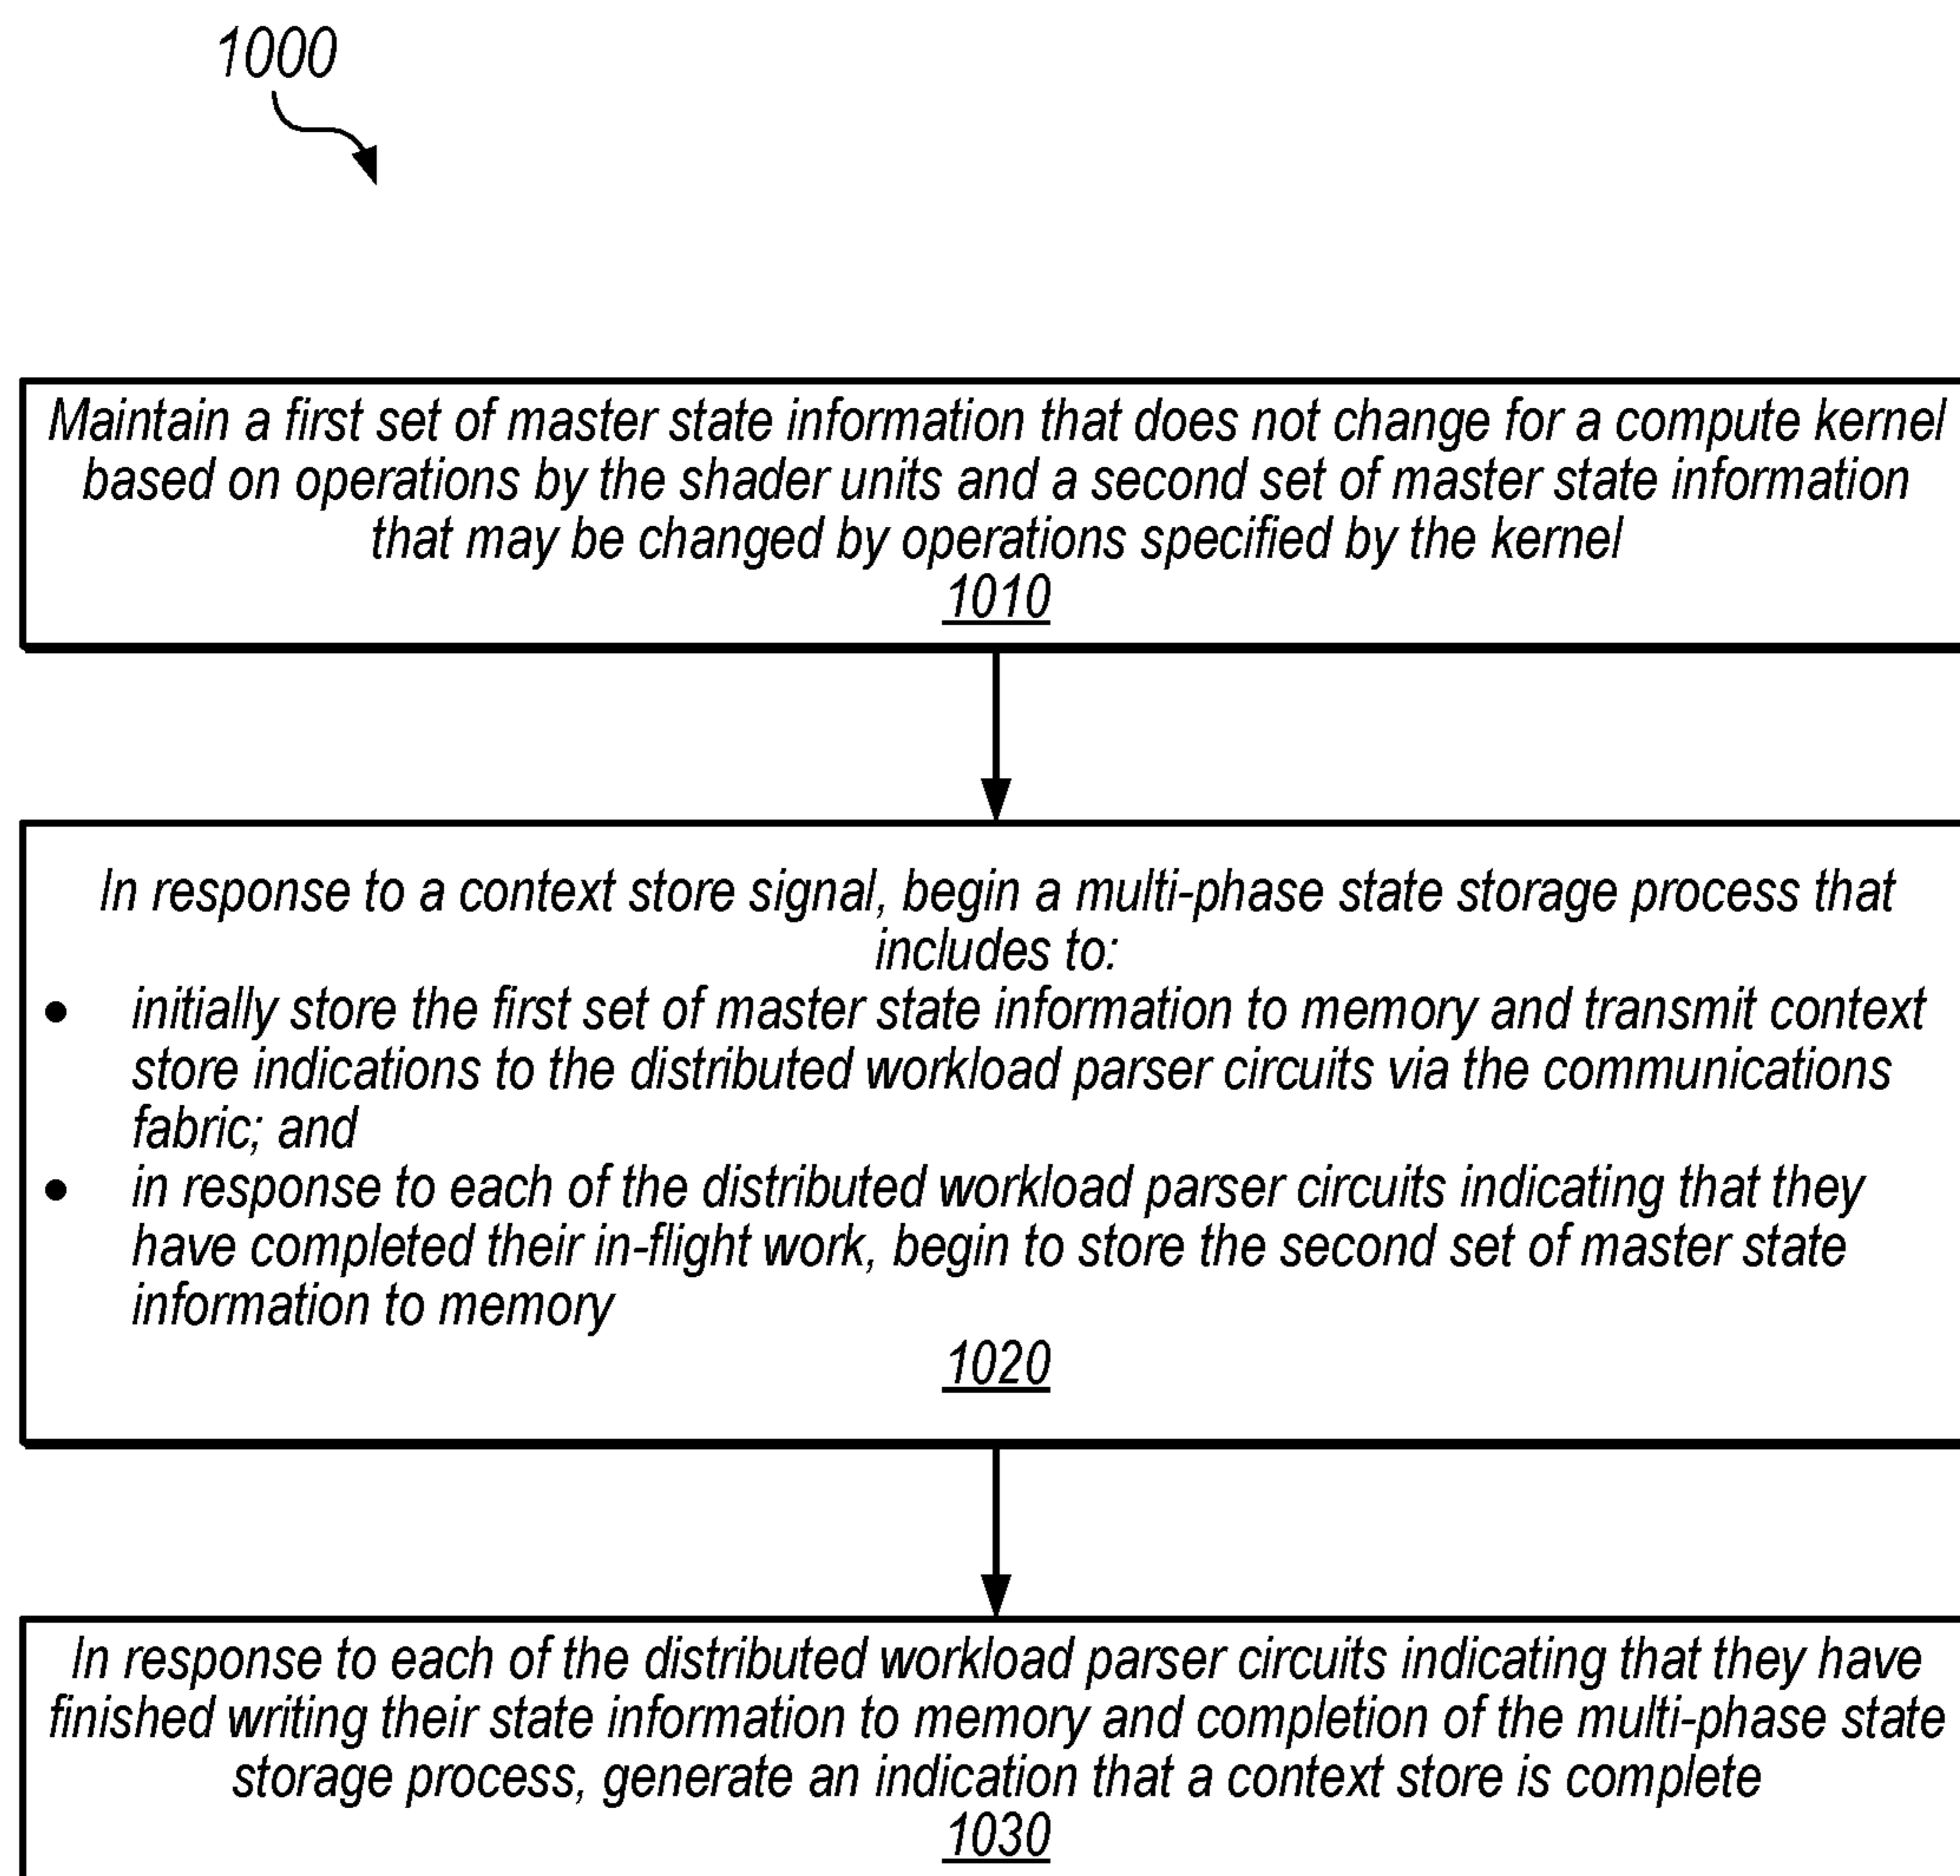 1000
Maintain a first set of master state information that does not change for a compute kernel
based on operations by the shader units and a second set of master state information
that may be changed by operations specified by the kernel
1010
In response to a context store signal, begin a multi-phase state storage process that
includes to:
• initially store the first set of master state information to memory and transmit context
store indications to the distributed workload parser circuits via the communications
fabric; and
• in response to each of the distributed workload parser circuits indicating that they
have completed their in-flight work, begin to store the second set of master state
information to memory
1020
In response to each of the distributed workload parser circuits indicating that they have
finished writing their state information to memory and completion of the multi-phase state
storage process, generate an indication that a context store is complete
1030